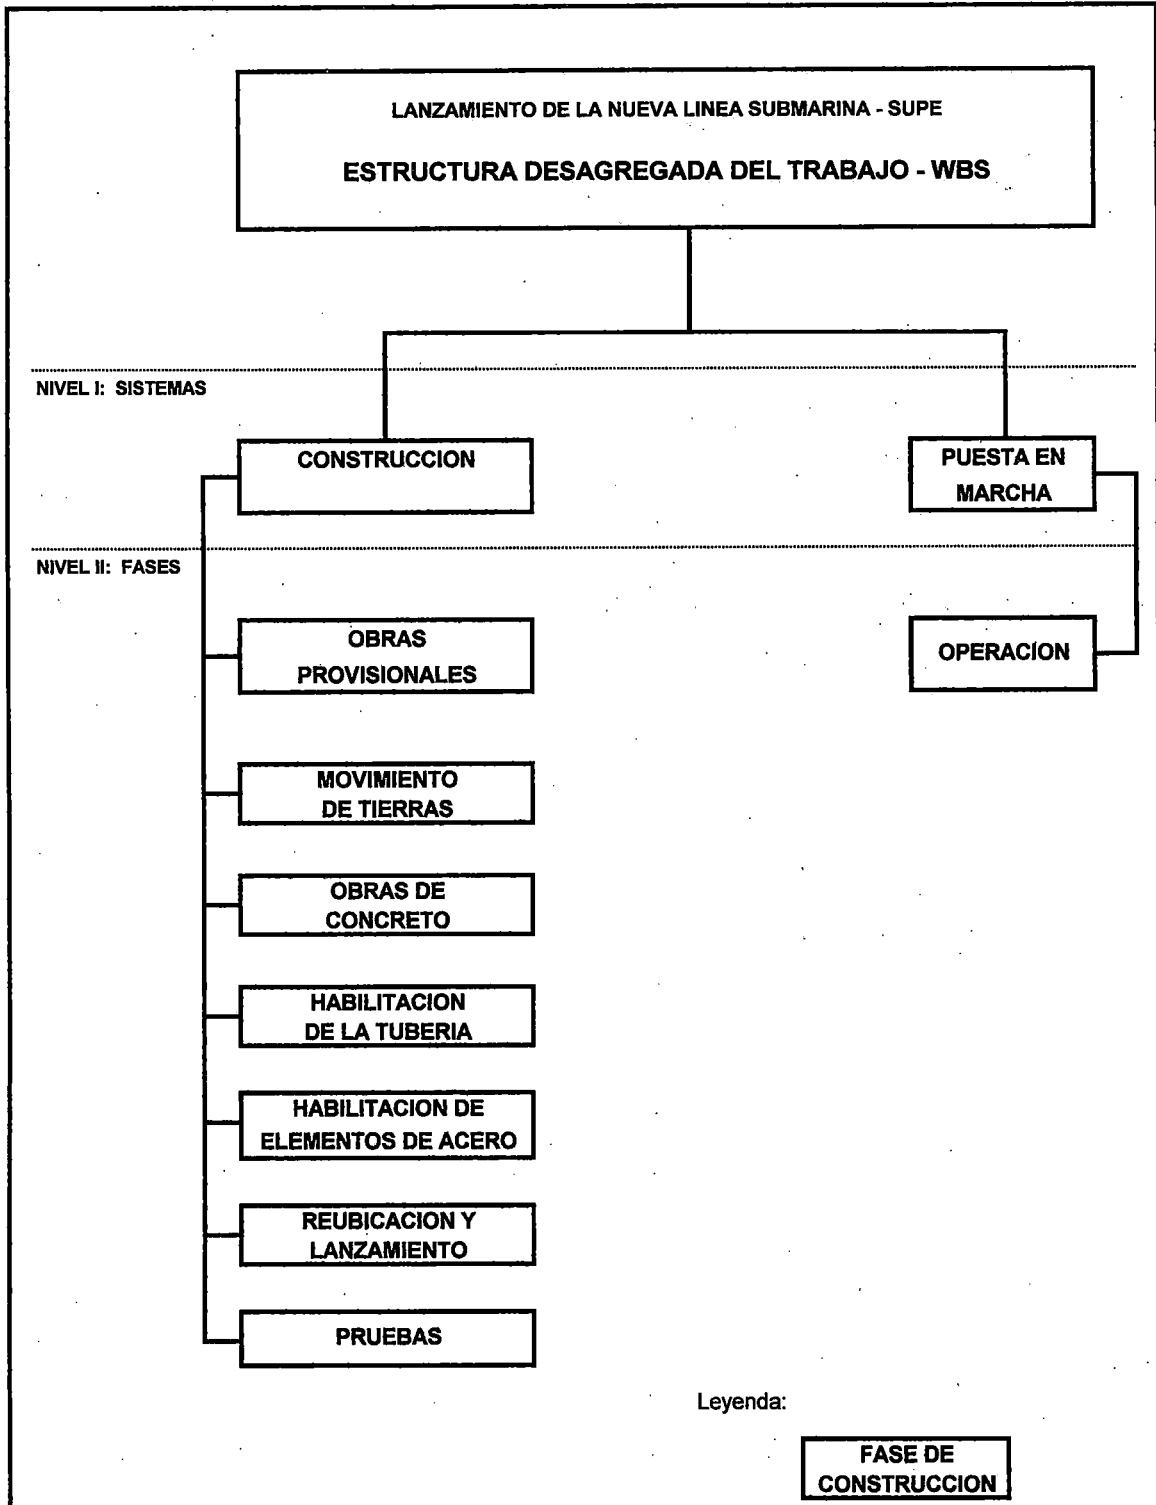 LANZAMIENTO DE LA NUEVA LINEA SUBMARINA - SUPE
ESTRUCTURA DESAGREGADA DEL TRABAJO - WBS
NIVEL I: SISTEMAS
CONSTRUCCION
PUESTA EN
MARCHA
NIVEL II: FASES
OBRAS
PROVISIONALES
OPERACION
MOVIMIENTO
DE TIERRAS
OBRAS DE
CONCRETO
HABILITACION
DE LA TUBERIA
HABILITACION DE
ELEMENTOS DE ACERO
REUBICACION Y
LANZAMIENTO
PRUEBAS
Leyenda:
FASE DE
CONSTRUCCION